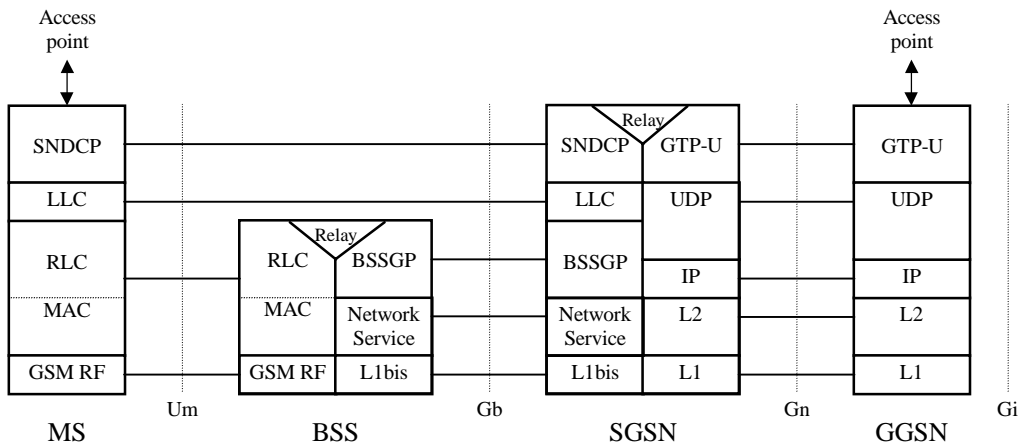 Access
point
Access
point
Relay
SNDCP
SNDCP
GTP-U
GTP-U
LLC
LLC
UDP
UDP
Relay
RLC
RLC
BSSGP
BSSGP
IP
IP
MAC
MAC
Network
Service
Network
Service
L2
L2
GSM RF
GSM RF
L1bis
L1bis
L1
L1
Um
Gb
Gn
Gi
MS
BSS
SGSN
GGSN